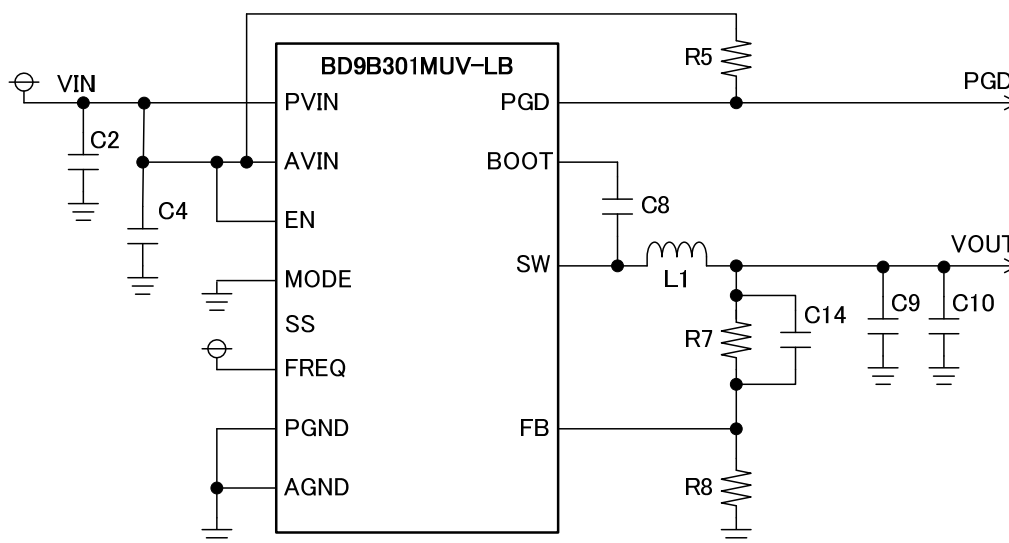 BD9B301MUV-LB
R5
VIN
PVIN
PGD
PGD
C2
AVIN
BOOT
C4
C8
EN
SW
VOUT
MODE
L1
SS
C14
C9
C10
R7
FREQ
PGND
FB
AGND
R8